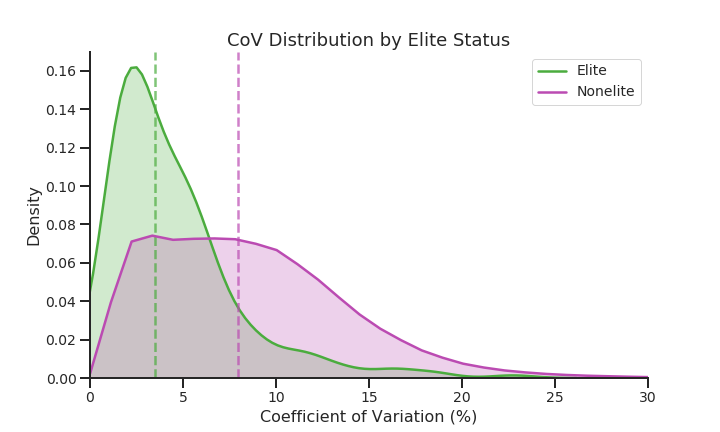 CoV Distribution by Elite Status
Elite
Nonelite
0.16
0.14
0.12
0.10
0.08
0.06
0.04
0.02
0.00
Density
0 5 10 15 20 25 30
Coefficient of Variation (%)